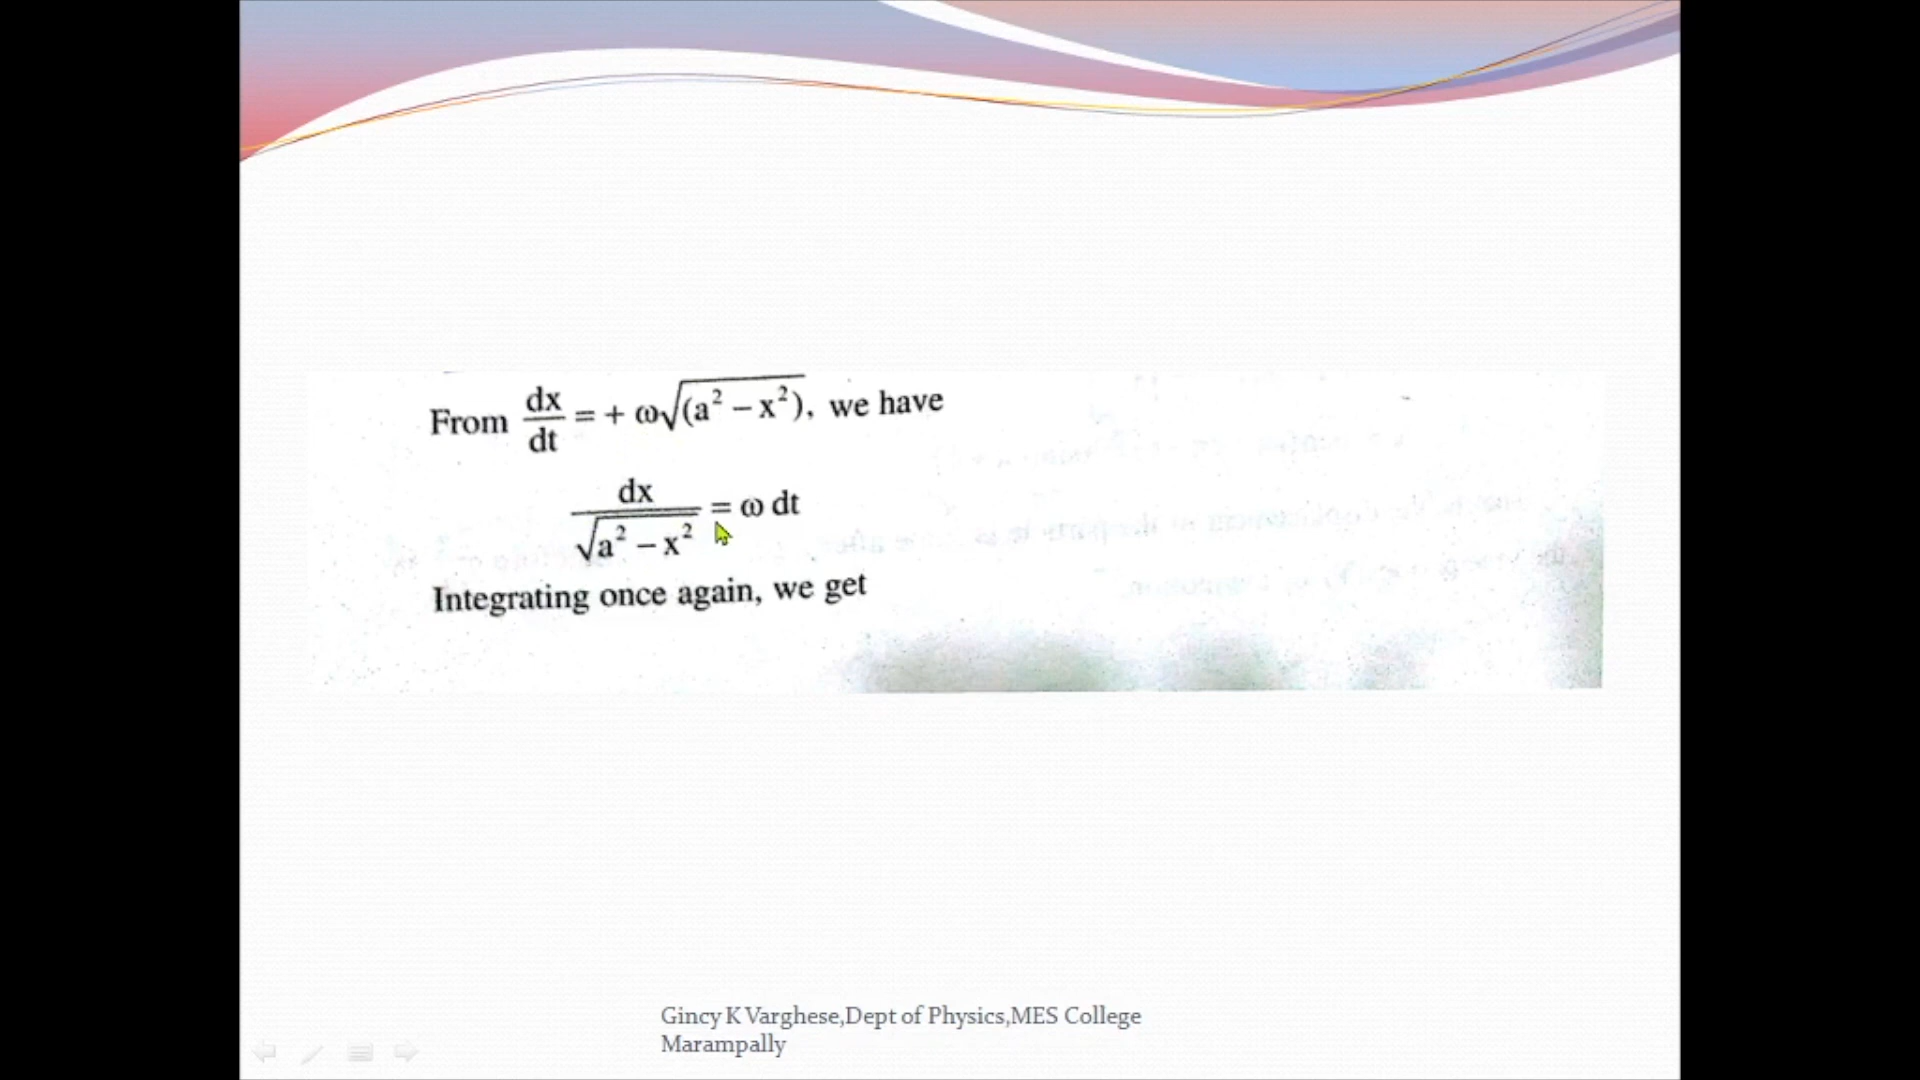 From dx/dt = + ω√(a² – x²), we have
dx/√a² – x² = ω dt
Integrating once again, we get
Gincy K Varghese,Dept of Physics,MES College
Marampally